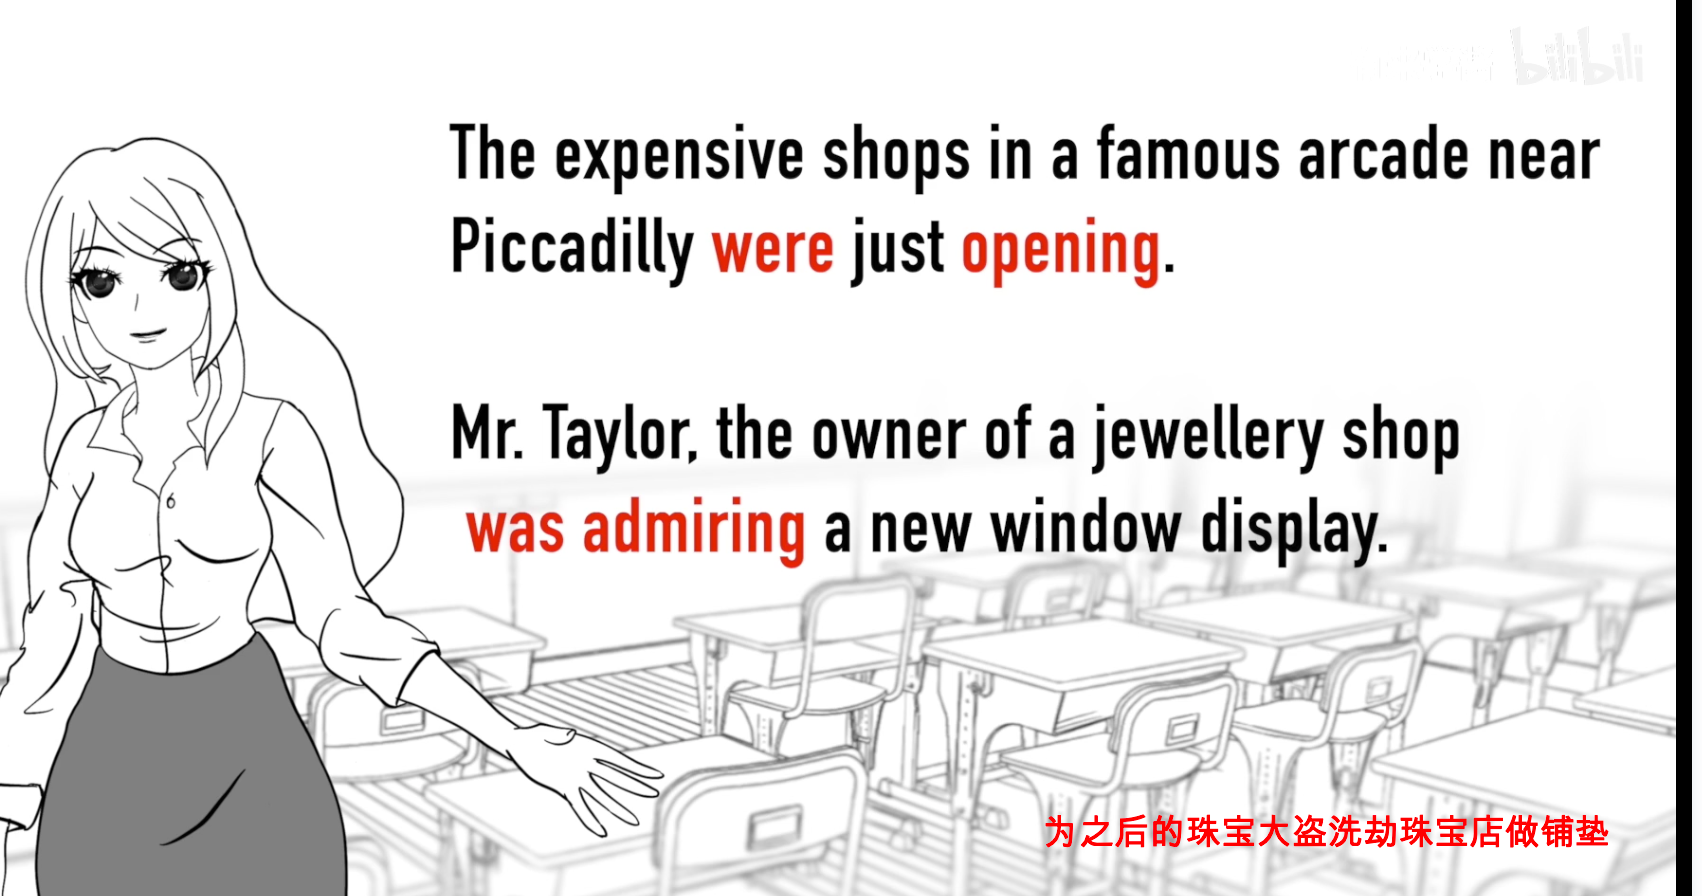 bilibili
The expensive shops in a famous arcade near
Piccadilly were just opening.
Mr. Taylor, the owner of a jewellery shop
was admiring a new window display.
为之后的珠宝大盗洗劫珠宝店做铺垫